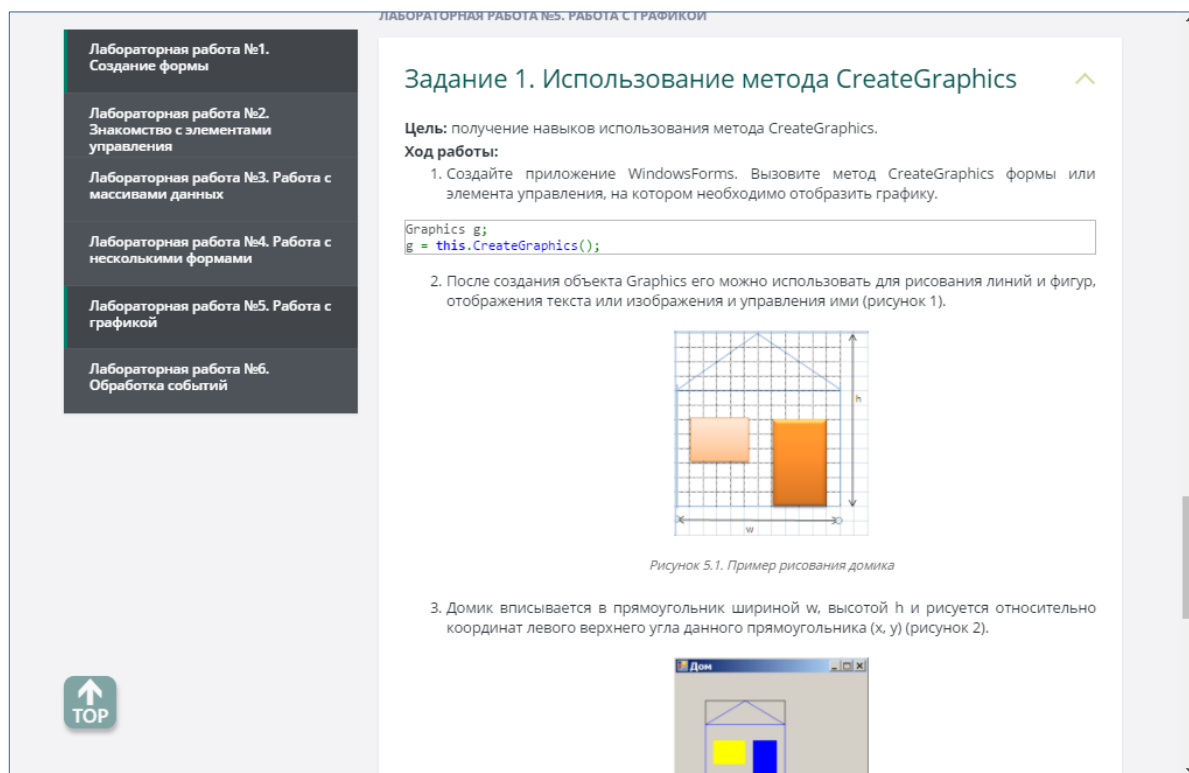 ЛАБОРАТОРНАЯ РАБОТА №5. РАБОТА С ГРАФИКОЙ
Лабораторная работа №1.
Создание формы
Лабораторная работа №2.
Знакомство с элементами
управления
Лабораторная работа №3. Работа с
массивами данных
Лабораторная работа №4. Работа с
несколькими формами
Лабораторная работа №5. Работа с
графикой
Лабораторная работа №6.
Обработка событий
TOP
Задание 1. Использование метода CreateGraphics
Цель: получение навыков использования метода CreateGraphics.
Ход работы:
1. Создайте приложение WindowsForms. Вызовите метод CreateGraphics формы или
элемента управления, на котором необходимо отобразить графику.
Graphics g;
g = this.CreateGraphics();
2. После создания объекта Graphics его можно использовать для рисования линий и фигур,
отображения текста или изображения и управления ими (рисунок 1).
h
w
Рисунок 5.1. Пример рисования домика
3. Домик вписывается в прямоугольник шириной w, высотой h и рисуется относительно
координат левого верхнего угла данного прямоугольника (x, y) (рисунок 2).
Дом